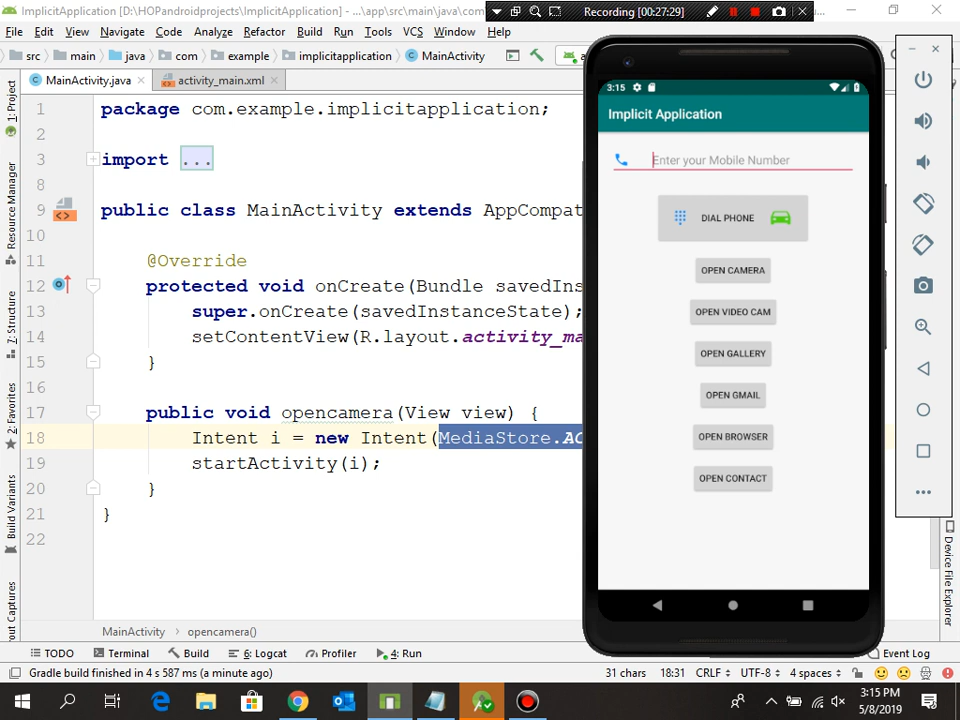 ImplicitApplication [D:\HOPandroidprojects\ImplicitApplication] - ...\app\src\main\java\com
Recording [00:27:29]
File Edit View Navigate Code Analyze Refactor Build Run Tools VCS Window Help
src main java com example implicitapplication MainActivity
MainActivity.java activity_main.xml
1 package com.example.implicitapplication;
2
3 import ...
8
9 public class MainActivity extends AppCompat
10
11 @Override
12 protected void onCreate(Bundle savedIns
13 super.onCreate(savedInstanceState);
14 setContentView(R.layout.activity_ma
15 }
16
17 public void opencamera(View view) {
18 Intent i = new Intent(MediaStore.AC
19 startActivity(i);
20 }
21 }
22
1: Project
Resource Manager
Z: Structure
2: Favorites
Build Variants
out Captures
3:15
Implicit Application
Enter your Mobile Number
DIAL PHONE
OPEN CAMERA
OPEN VIDEO CAM
OPEN GALLERY
OPEN GMAIL
OPEN BROWSER
OPEN CONTACT
Device File Explorer
MainActivity › opencamera()
TODO Terminal Build 6: Logcat Profiler 4: Run Event Log
Gradle build finished in 4 s 587 ms (a minute ago) 31 chars 18:31 CRLF UTF-8 4 spaces
3:15 PM
5/8/2019